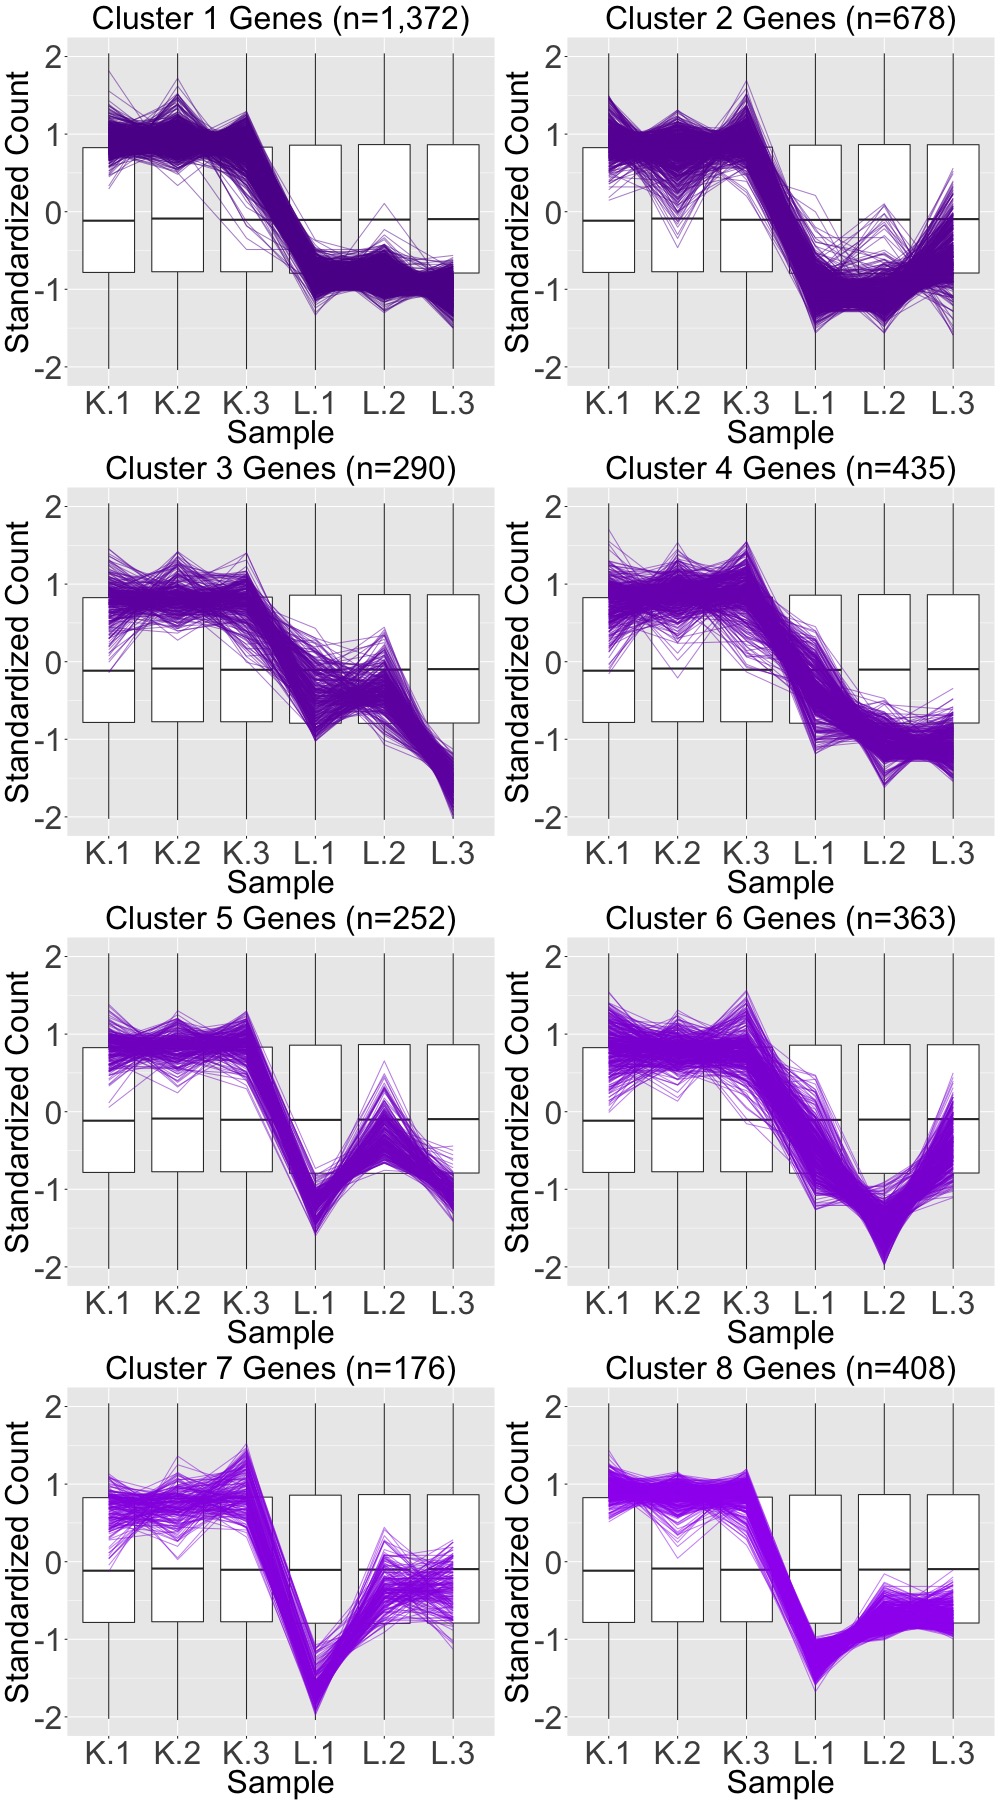 Cluster 1 Genes (n=1,372)
Standardized Count
2
1
0
-1
-2
K.1 K.2 K.3 L.1 L.2 L.3
Sample
Cluster 2 Genes (n=678)
Standardized Count
2
1
0
-1
-2
K.1 K.2 K.3 L.1 L.2 L.3
Sample
Cluster 3 Genes (n=290)
Standardized Count
2
1
0
-1
-2
K.1 K.2 K.3 L.1 L.2 L.3
Sample
Cluster 4 Genes (n=435)
Standardized Count
2
1
0
-1
-2
K.1 K.2 K.3 L.1 L.2 L.3
Sample
Cluster 5 Genes (n=252)
Standardized Count
2
1
0
-1
-2
K.1 K.2 K.3 L.1 L.2 L.3
Sample
Cluster 6 Genes (n=363)
Standardized Count
2
1
0
-1
-2
K.1 K.2 K.3 L.1 L.2 L.3
Sample
Cluster 7 Genes (n=176)
Standardized Count
2
1
0
-1
-2
K.1 K.2 K.3 L.1 L.2 L.3
Sample
Cluster 8 Genes (n=408)
Standardized Count
2
1
0
-1
-2
K.1 K.2 K.3 L.1 L.2 L.3
Sample